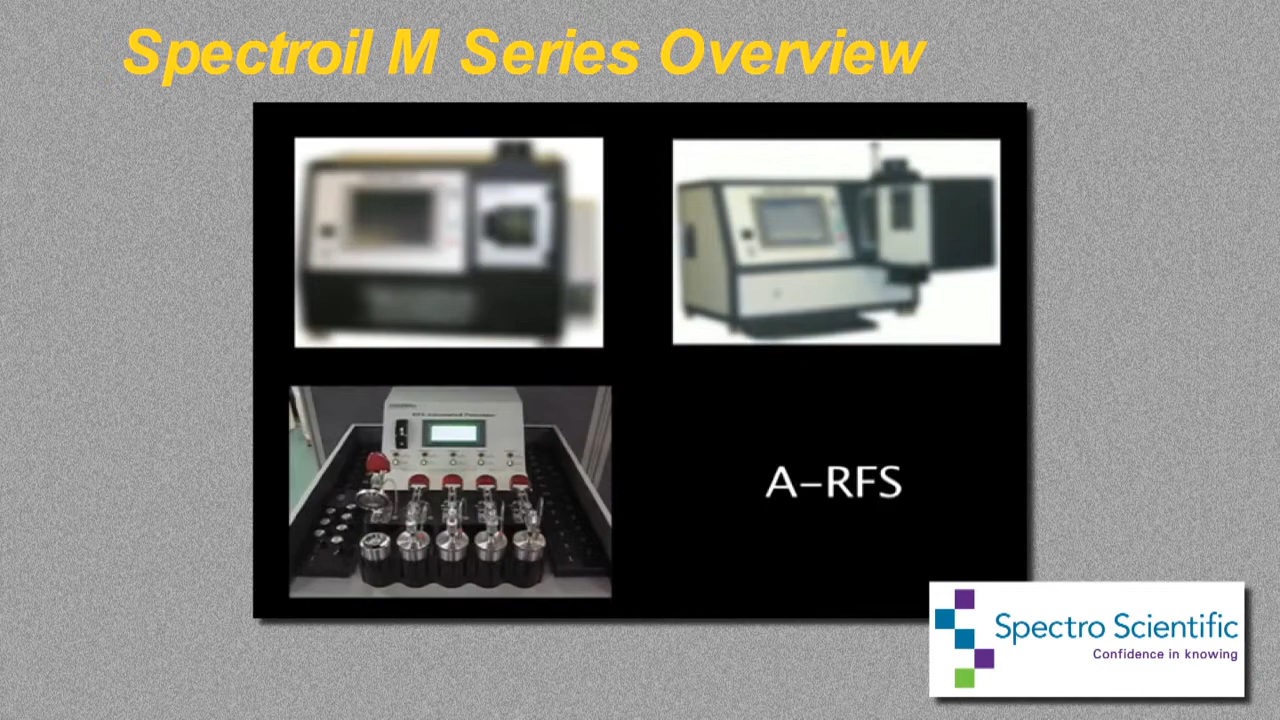 Spectroil M Series Overview
A–RFS
Spectro Scientific
Confidence in knowing